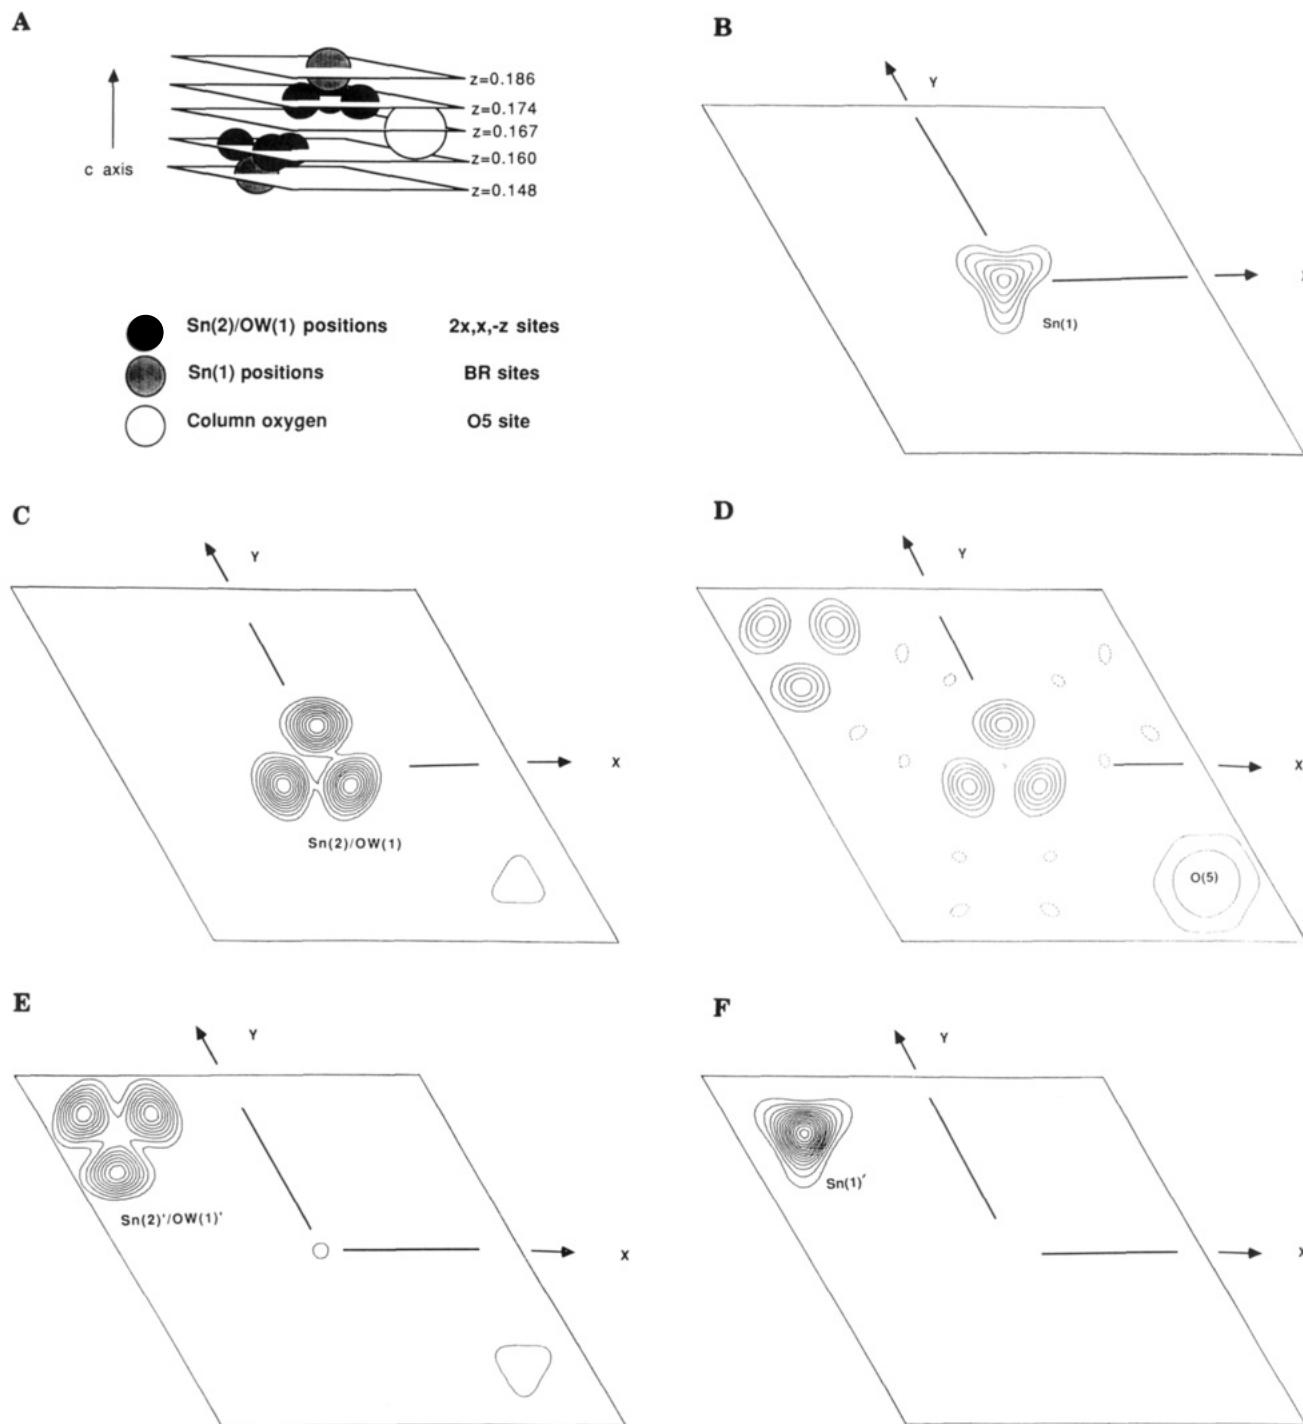 A
z=0.186
z=0.174
z=0.167
z=0.160
z=0.148
c axis
Sn(2)/OW(1) positions 2x,x,-z sites
Sn(1) positions BR sites
Column oxygen O5 site
B
Y
X
Sn(1)
C
Y
X
Sn(2)/OW(1)
D
Y
X
O(5)
E
Y
X
Sn(2)'/OW(1)'
F
Y
X
Sn(1)'